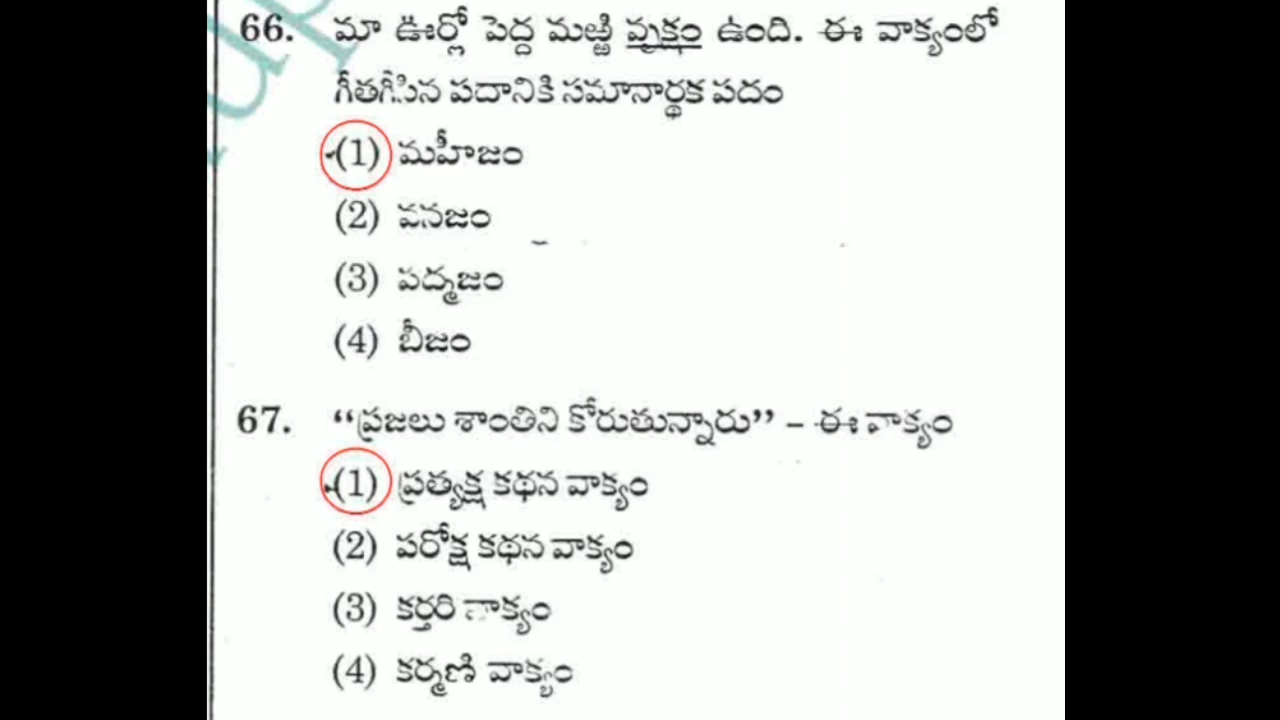 66. మా ఊర్లో పెద్ద మఱ్ఱి వృక్షం ఉంది. ఈ వాక్యంలో
గీతగీసిన పదానికి సమానార్థక పదం
(1) మహీజం
(2) వనజం
(3) పద్మజం
(4) బీజం
67. “ప్రజలు శాంతిని కోరుతున్నారు” – ఈ వాక్యం
(1) ప్రత్యక్ష కథన వాక్యం
(2) పరోక్ష కథన వాక్యం
(3) కర్తరి వాక్యం
(4) కర్మణి వాక్యం